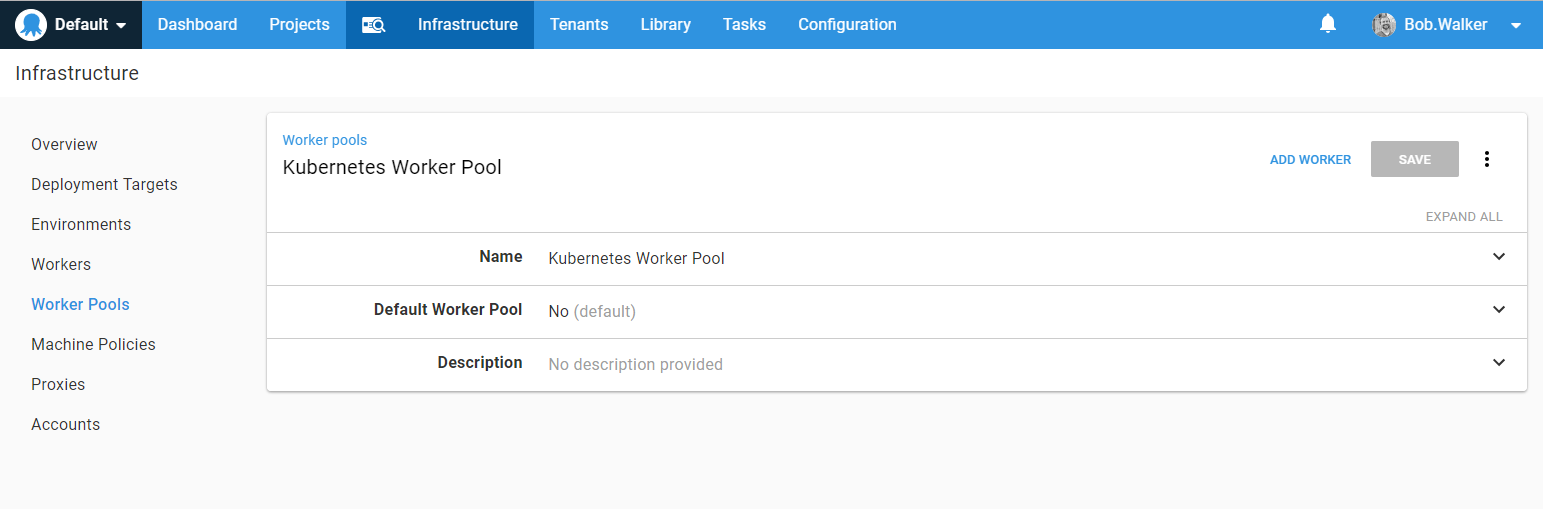 Default Dashboard Projects Infrastructure Tenants Library Tasks Configuration Bob.Walker
Infrastructure
Overview
Deployment Targets
Environments
Workers
Worker Pools
Machine Policies
Proxies
Accounts
Worker pools
Kubernetes Worker Pool
ADD WORKER SAVE
EXPAND ALL
Name Kubernetes Worker Pool
Default Worker Pool No (default)
Description No description provided